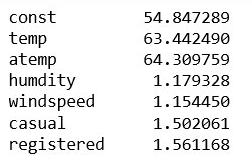 const 54.847289
temp 63.442490
atemp 64.309759
humdity 1.179328
windspeed 1.154450
casual 1.502061
registered 1.561168